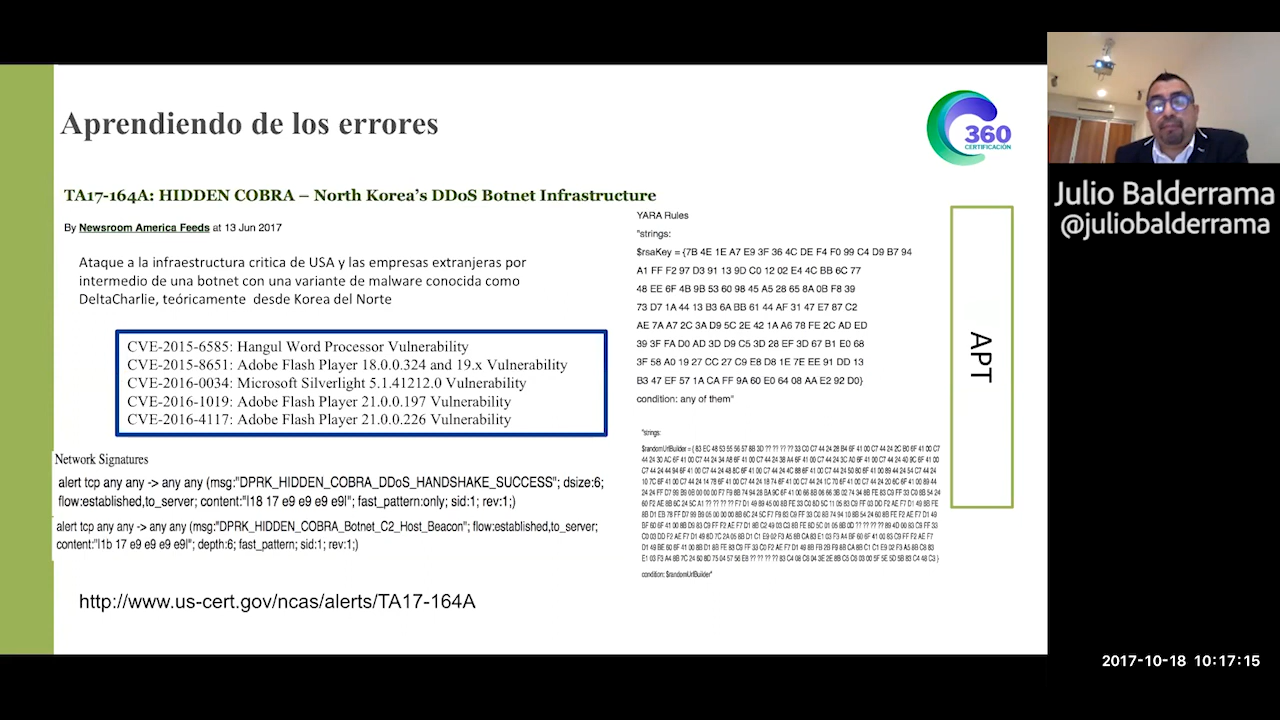 Aprendiendo de los errores
360
CERTIFICACIÓN
TA17-164A: HIDDEN COBRA – North Korea's DDoS Botnet Infrastructure
By Newsroom America Feeds at 13 Jun 2017
Ataque a la infraestructura critica de USA y las empresas extranjeras por
intermedio de una botnet con una variante de malware conocida como
DeltaCharlie, teóricamente desde Korea del Norte
CVE-2015-6585: Hangul Word Processor Vulnerability
CVE-2015-8651: Adobe Flash Player 18.0.0.324 and 19.x Vulnerability
CVE-2016-0034: Microsoft Silverlight 5.1.41212.0 Vulnerability
CVE-2016-1019: Adobe Flash Player 21.0.0.197 Vulnerability
CVE-2016-4117: Adobe Flash Player 21.0.0.226 Vulnerability
Network Signatures
alert tcp any any -> any any (msg:"DPRK_HIDDEN_COBRA_DDoS_HANDSHAKE_SUCCESS"; dsize:6;
flow:established,to_server; content:"|18 17 e9 e9 e9 e9|"; fast_pattern:only; sid:1; rev:1;)
alert tcp any any -> any any (msg:"DPRK_HIDDEN_COBRA_Botnet_C2_Host_Beacon"; flow:established,to_server;
content:"|1b 17 e9 e9 e9 e9|"; depth:6; fast_pattern; sid:1; rev:1;)
http://www.us-cert.gov/ncas/alerts/TA17-164A
YARA Rules
"strings:
$rsaKey = {7B 4E 1E A7 E9 3F 36 4C DE F4 F0 99 C4 D9 B7 94
A1 FF F2 97 D3 91 13 9D C0 12 02 E4 4C BB 6C 77
48 EE 6F 4B 9B 53 60 98 45 A5 28 65 8A 0B F8 39
73 D7 1A 44 13 B3 6A BB 61 44 AF 31 47 E7 87 C2
AE 7A A7 2C 3A D9 5C 2E 42 1A A6 78 FE 2C AD ED
39 3F FA D0 AD 3D D9 C5 3D 28 EF 3D 67 B1 E0 68
3F 58 A0 19 27 CC 27 C9 E8 D8 1E 7E EE 91 DD 13
B3 47 EF 57 1A CA FF 9A 60 E0 64 08 AA E2 92 D0}
condition: any of them"
"strings:
condition: $randomUrlBuilder"
APT
Julio Balderrama
@juliobalderrama
2017-10-18 10:17:15